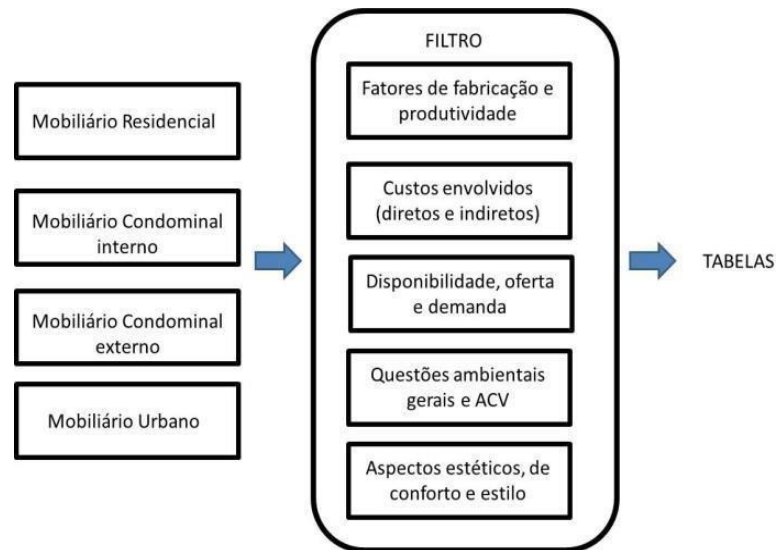 Mobiliário Residencial
Mobiliário Condominal
interno
Mobiliário Condominal
externo
Mobiliário Urbano
FILTRO
Fatores de fabricação e
produtividade
Custos envolvidos
(diretos e indiretos)
Disponibilidade, oferta
e demanda
Questões ambientais
gerais e ACV
Aspectos estéticos, de
conforto e estilo
TABELAS